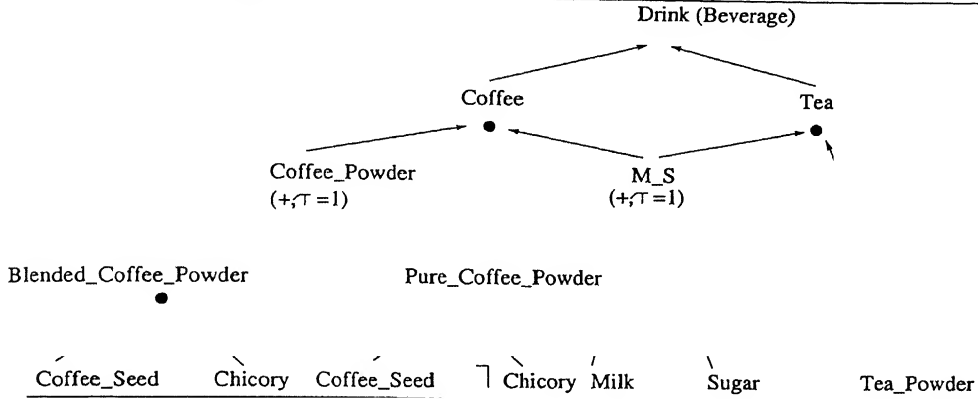 Drink (Beverage)
Coffee Tea
Coffee_Powder M_S
(+,τ=1) (+,τ=1)
Blended_Coffee_Powder Pure_Coffee_Powder
Coffee_Seed Chicory Coffee_Seed ㄱ Chicory Milk Sugar Tea_Powder